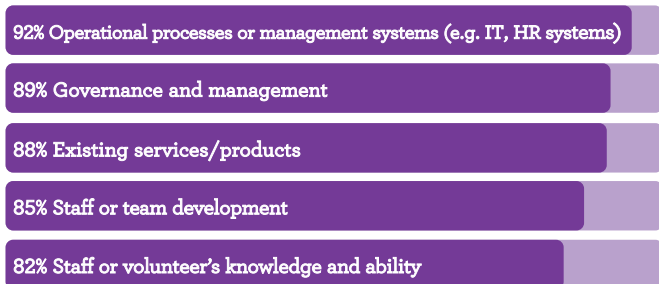 92% Operational processes or management systems (e.g. IT, HR systems)
89% Governance and management
88% Existing services/products
85% Staff or team development
82% Staff or volunteer's knowledge and ability